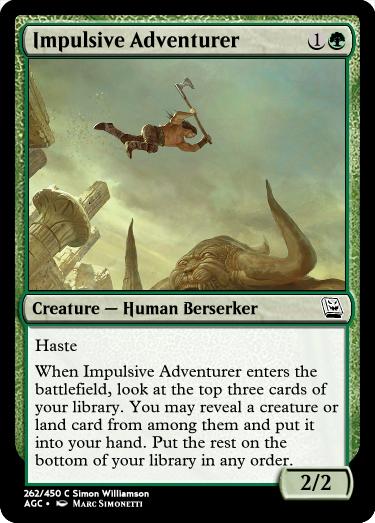 Impulsive Adventurer 1
Creature — Human Berserker
Haste
When Impulsive Adventurer enters the
battlefield, look at the top three cards of
your library. You may reveal a creature or
land card from among them and put it
into your hand. Put the rest on the
bottom of your library in any order.
2/2
262/450 C Simon Williamson
AGC • Marc Simonetti